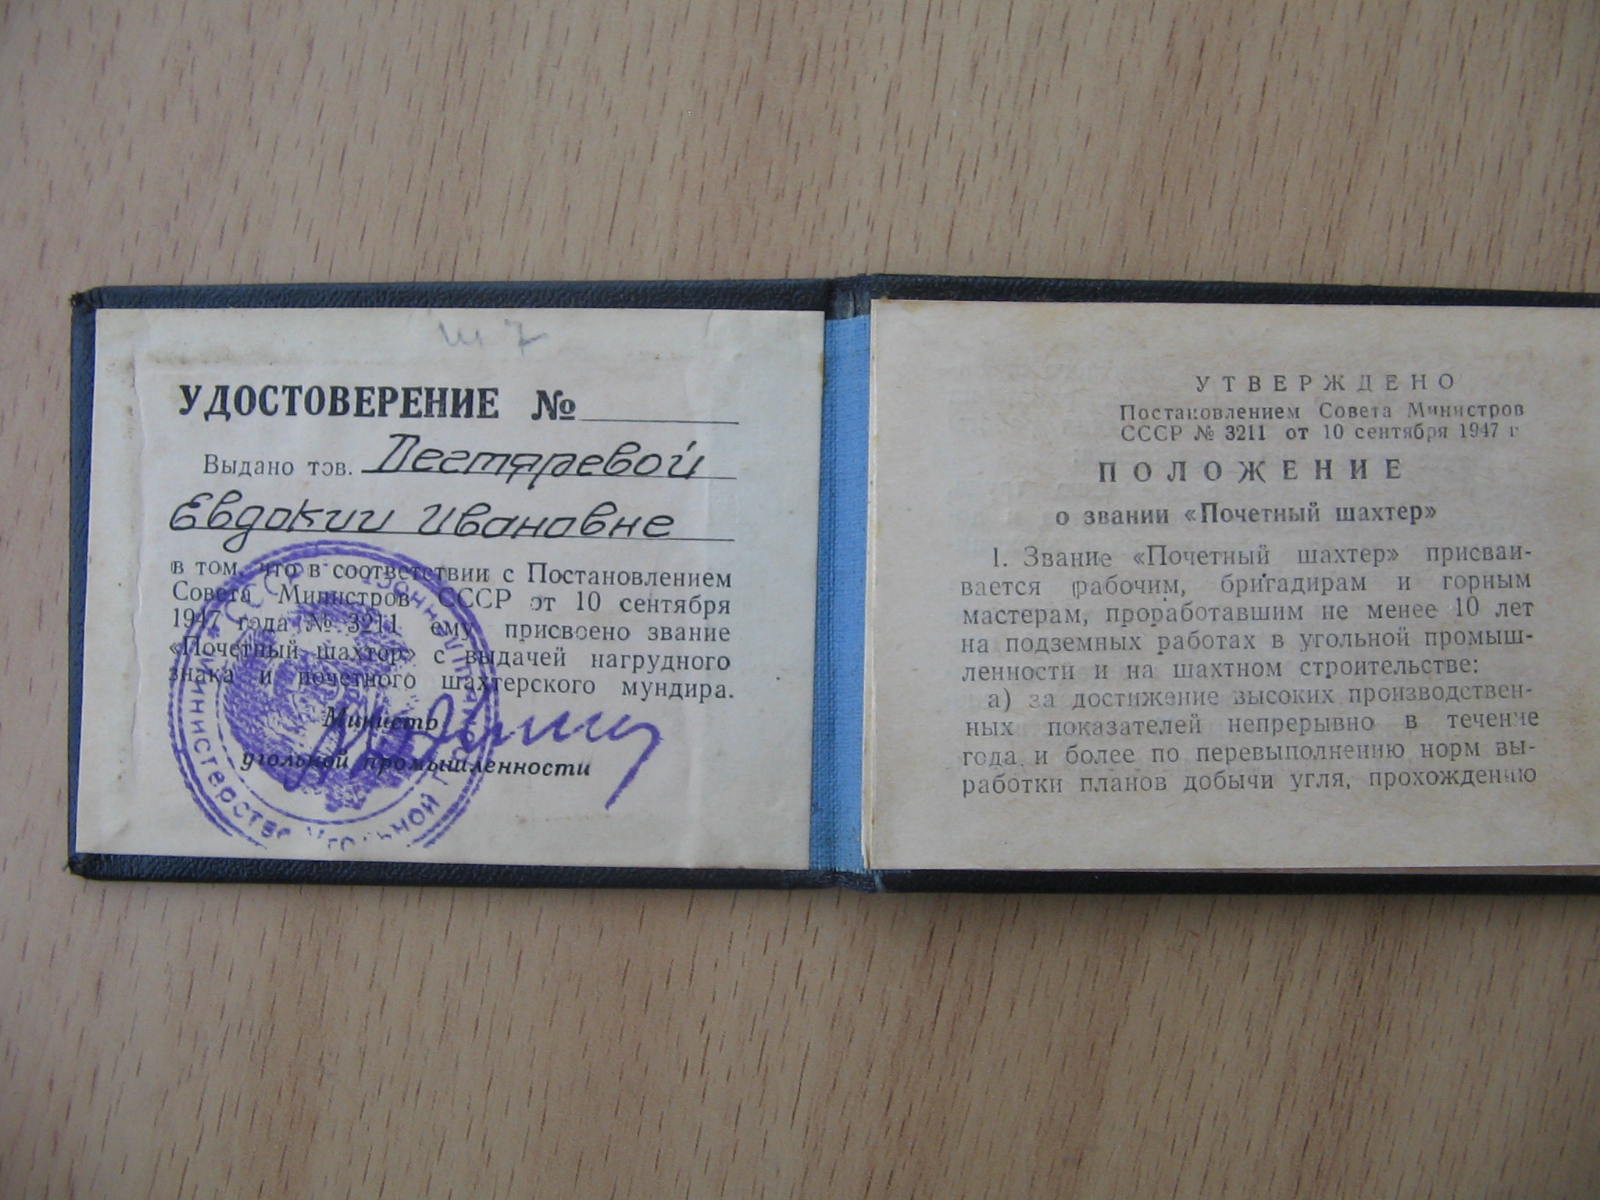 ш 7
УДОСТОВЕРЕНИЕ №
Выдано тов. Дегтяревой
Евдокии Ивановне
в том, что в соответствии с Постановлением
Совета Министров СССР от 10 сентября
1947 года № 3211 ему присвоено звание
«Почетный шахтер» с выдачей нагрудного
знака и почетного шахтерского мундира.
Министр
угольной промышленности
СССР
Министерство угольной промышленности
УТВЕРЖДЕНО
Постановлением Совета Министров
СССР № 3211 от 10 сентября 1947 г
ПОЛОЖЕНИЕ
о звании «Почетный шахтер»
1. Звание «Почетный шахтер» присваи-
вается рабочим, бригадирам и горным
мастерам, проработавшим не менее 10 лет
на подземных работах в угольной промыш-
ленности и на шахтном строительстве:
а) за достижение высоких производствен-
ных показателей непрерывно в течение
года и более по перевыполнению норм вы-
работки планов добычи угля, прохождению